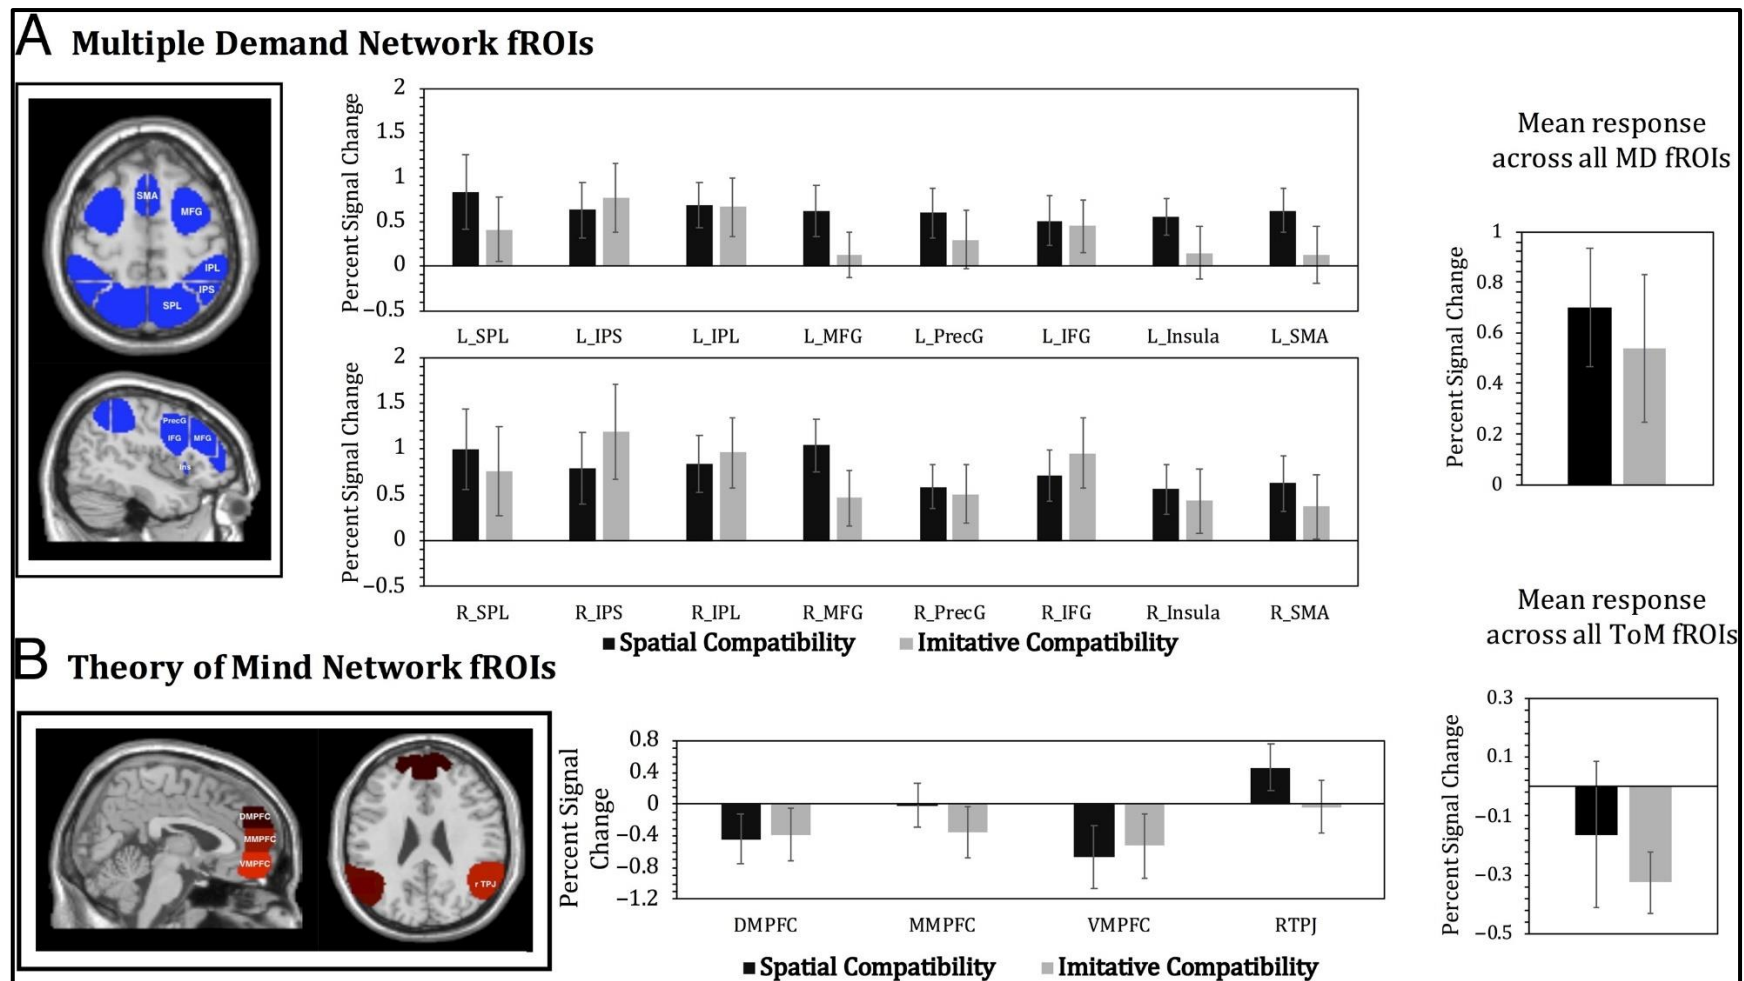 A Multiple Demand Network fROIs
SMA
MFG
IPL
IPS
SPL
PrecG
IFG MFG
Ins
Percent Signal Change
2
1.5
1
0.5
0
−0.5
L_SPL L_IPS L_IPL L_MFG L_PrecG L_IFG L_Insula L_SMA
Percent Signal Change
2
1.5
1
0.5
0
−0.5
R_SPL R_IPS R_IPL R_MFG R_PrecG R_IFG R_Insula R_SMA
Spatial Compatibility Imitative Compatibility
Mean response
across all MD fROIs
Percent Signal Change
1
0.8
0.6
0.4
0.2
0
B Theory of Mind Network fROIs
DMPFC
MMPFC
VMPFC
r TPJ
Percent Signal
Change
0.8
0.4
0
−0.4
−0.8
−1.2
DMPFC MMPFC VMPFC RTPJ
Spatial Compatibility Imitative Compatibility
Mean response
across all ToM fROIs
Percent Signal Change
0.3
0.1
−0.1
−0.3
−0.5